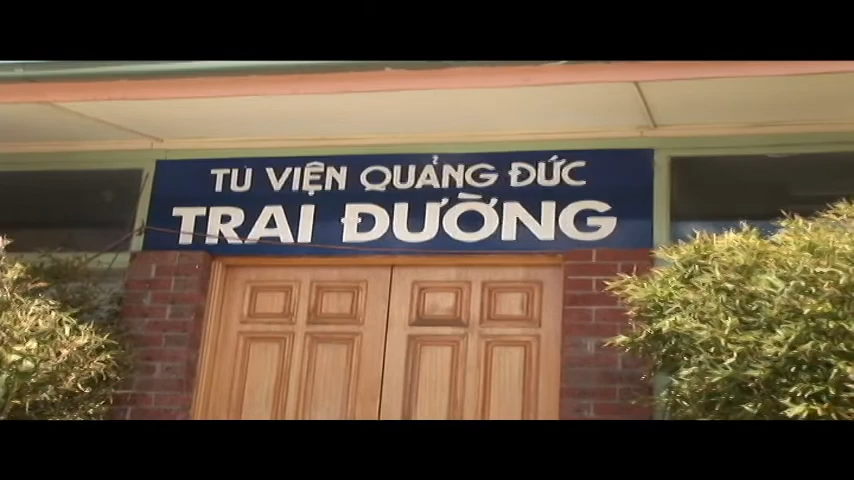 TU VIỆN QUẢNG ĐỨC
TRAI ĐƯỜNG